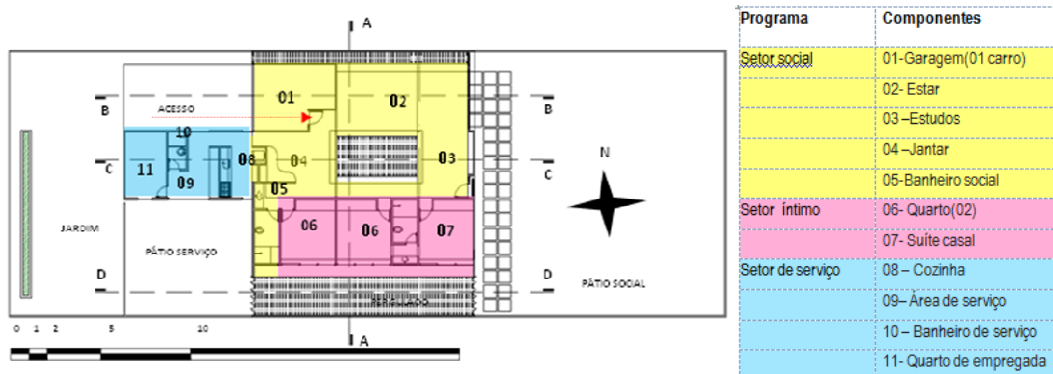 A
01
02
B
ACESSO
B
10
11
08
04
03
N
C
09
C
05
06
06
07
JARDIM
PÁTIO SERVIÇO
D
D
PÁTIO SOCIAL
PERGOLADO
0 1 2 5 10
A
Programa Componentes
Setor social 01-Garagem(01 carro)
02- Estar
03 –Estudos
04 –Jantar
05-Banheiro social
Setor íntimo 06- Quarto(02)
07- Suíte casal
Setor de serviço 08 – Cozinha
09– Área de serviço
10 – Banheiro de serviço
11- Quarto de empregada